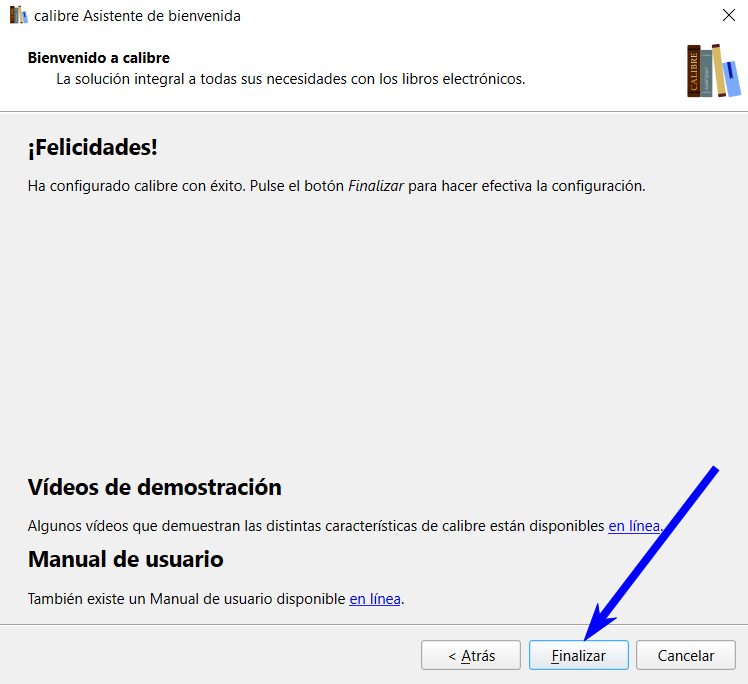 calibre Asistente de bienvenida
Bienvenido a calibre
La solución integral a todas sus necesidades con los libros electrónicos.
CALIBRE
¡Felicidades!
Ha configurado calibre con éxito. Pulse el botón Finalizar para hacer efectiva la configuración.
Vídeos de demostración
Algunos vídeos que demuestran las distintas características de calibre están disponibles en línea.
Manual de usuario
También existe un Manual de usuario disponible en línea.
< Atrás
Finalizar
Cancelar